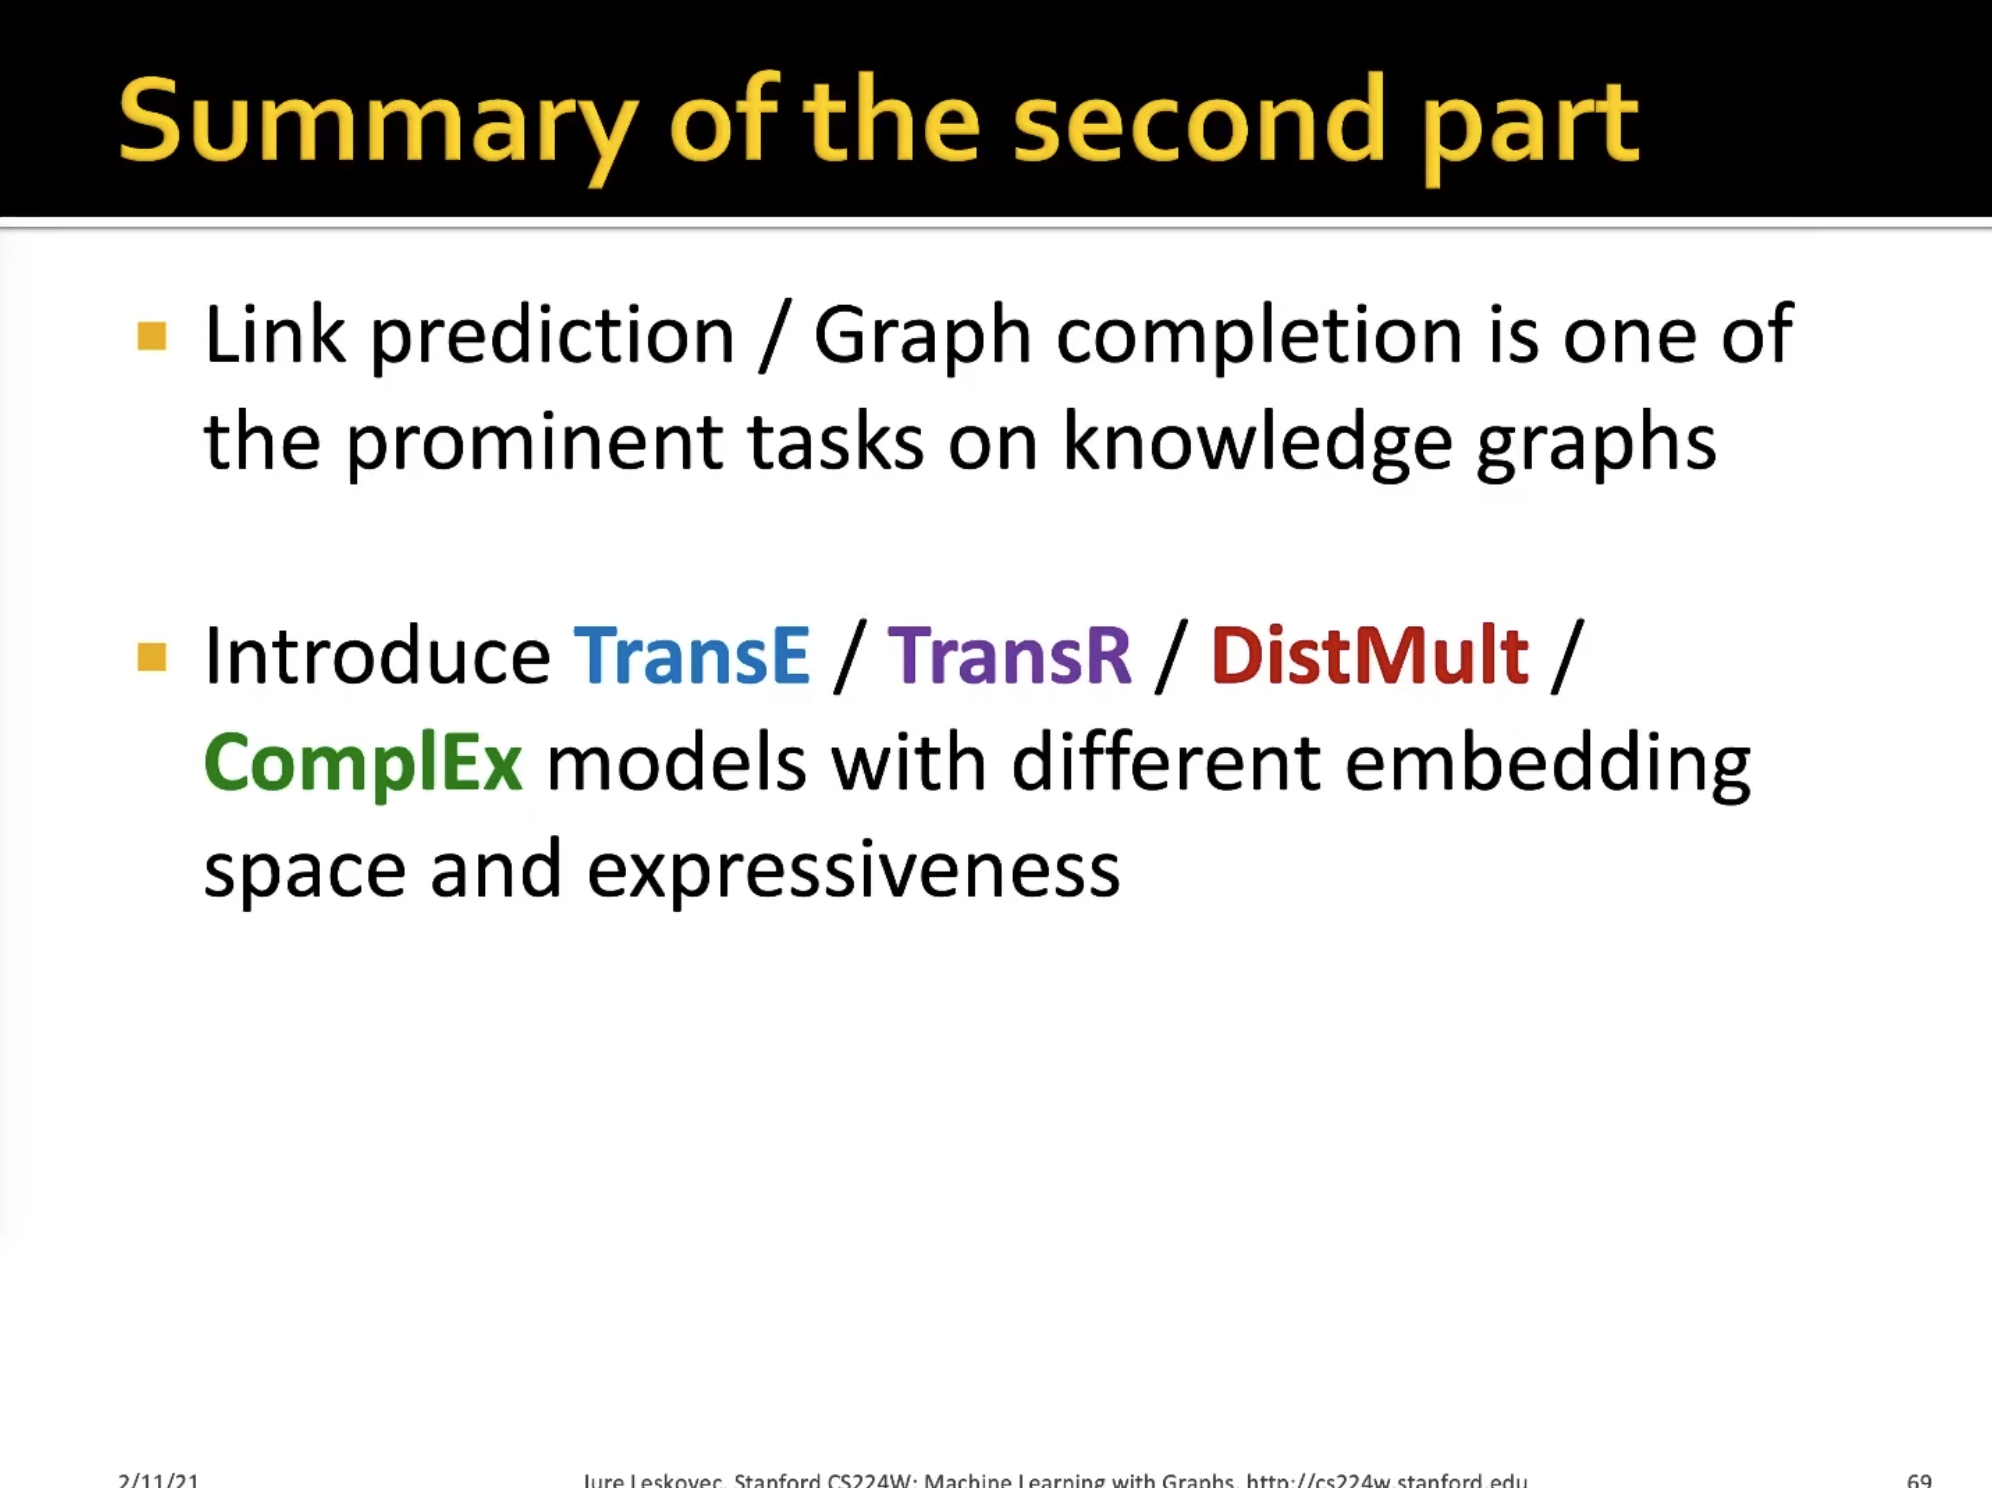 Summary of the second part
Link prediction / Graph completion is one of
the prominent tasks on knowledge graphs
Introduce TransE / TransR / DistMult /
ComplEx models with different embedding
space and expressiveness
2/11/21
Jure Leskovec, Stanford CS224W: Machine Learning with Graphs, http://cs224w.stanford.edu
69